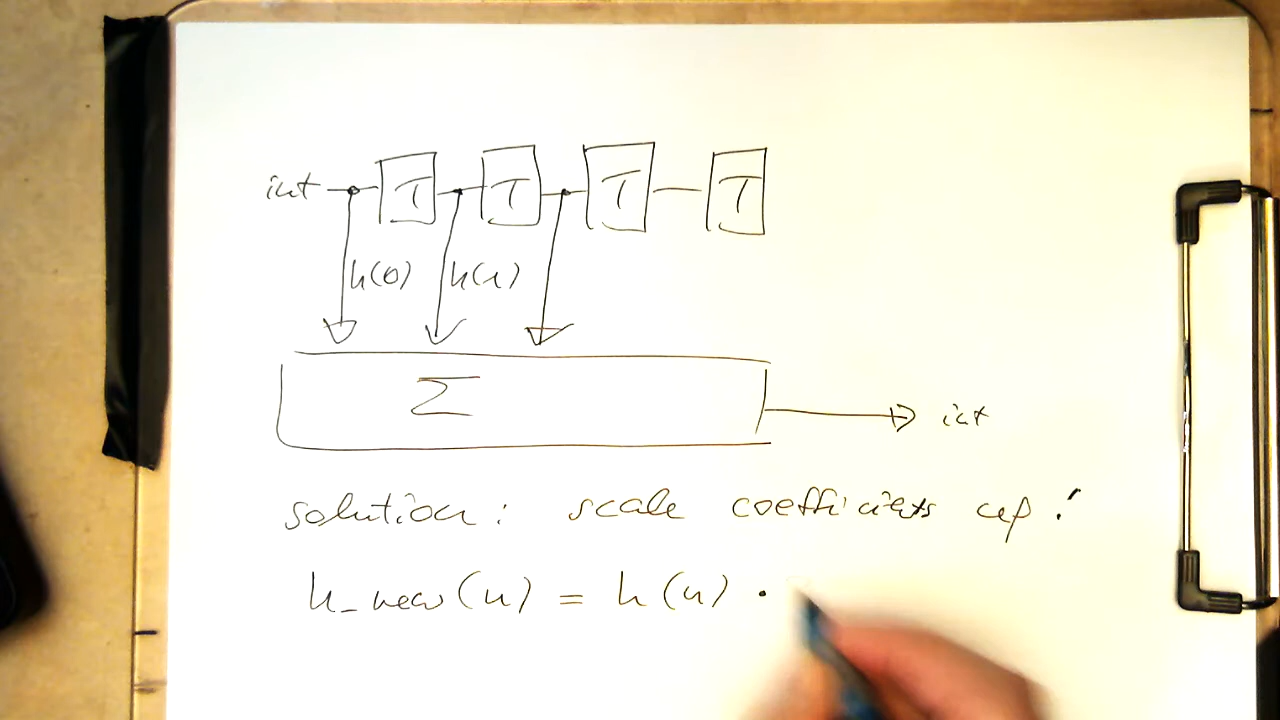 int T T T T
h(0) h(1)
Σ
int
solution: scale coefficients up!
h_new(n) = h(n) ·